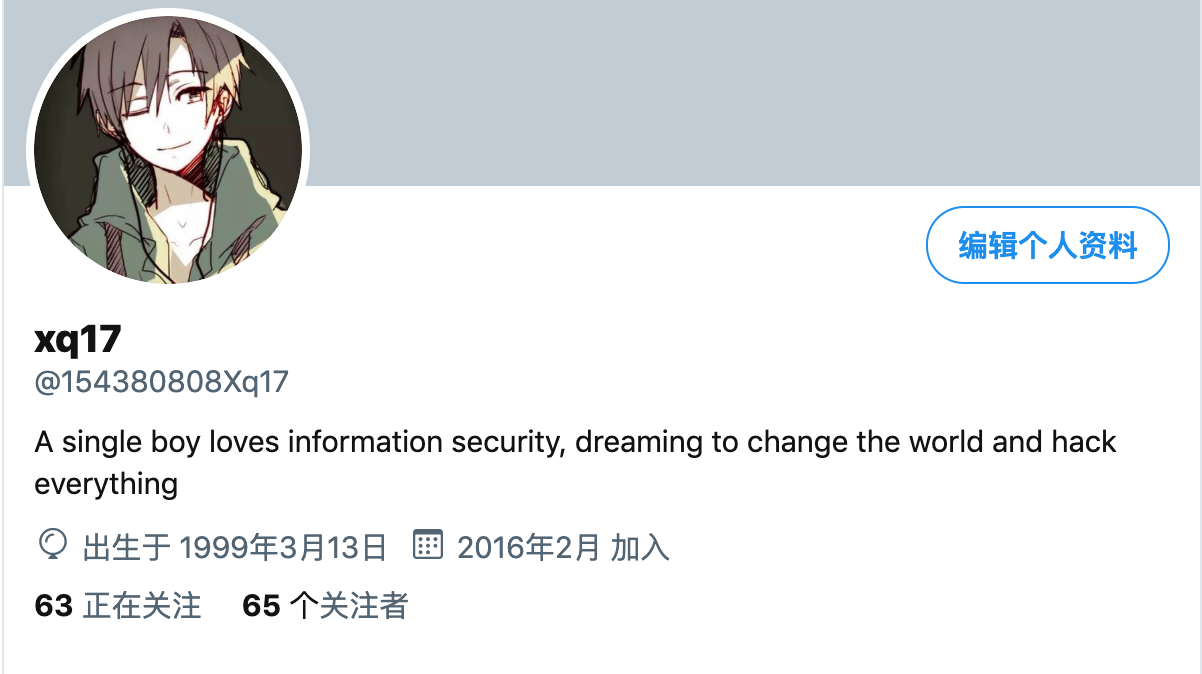 编辑个人资料
xq17
@154380808Xq17
A single boy loves information security, dreaming to change the world and hack
everything
出生于 1999年3月13日 2016年2月 加入
63 正在关注 65 个关注者